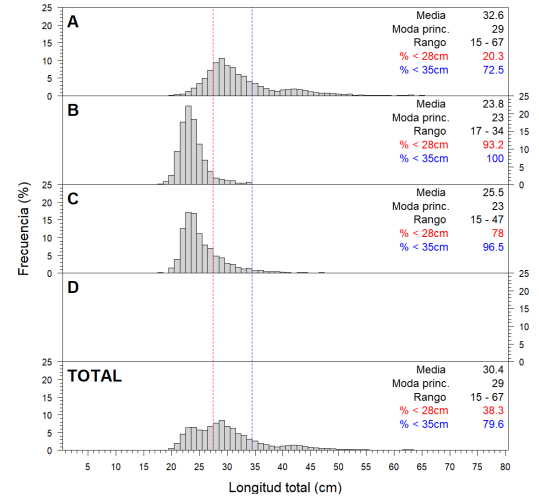 25
20
15
10
5
0
A
Media 32.6
Moda princ. 29
Rango 15 - 67
% < 28cm 20.3
% < 35cm 72.5
B
Media 23.8
Moda princ. 23
Rango 17 - 34
% < 28cm 93.2
% < 35cm 100
25
20
15
10
5
0
25
20
15
10
5
0
C
Media 25.5
Moda princ. 23
Rango 15 - 47
% < 28cm 78
% < 35cm 96.5
D
25
20
15
10
5
0
25
20
15
10
5
0
TOTAL
Media 30.4
Moda princ. 29
Rango 15 - 67
% < 28cm 38.3
% < 35cm 79.6
Frecuencia (%)
5 10 15 20 25 30 35 40 45 50 55 60 65 70 75 80
Longitud total (cm)